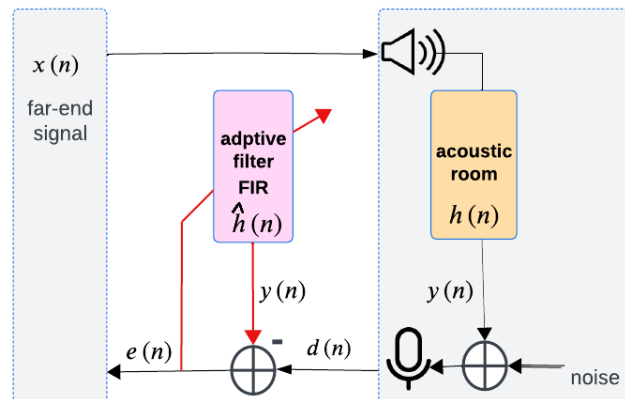 x (n)
far-end
signal
adptive
filter
FIR
ĥ (n)
acoustic
room
h (n)
y (n)
y (n)
-
e (n)
d (n)
noise